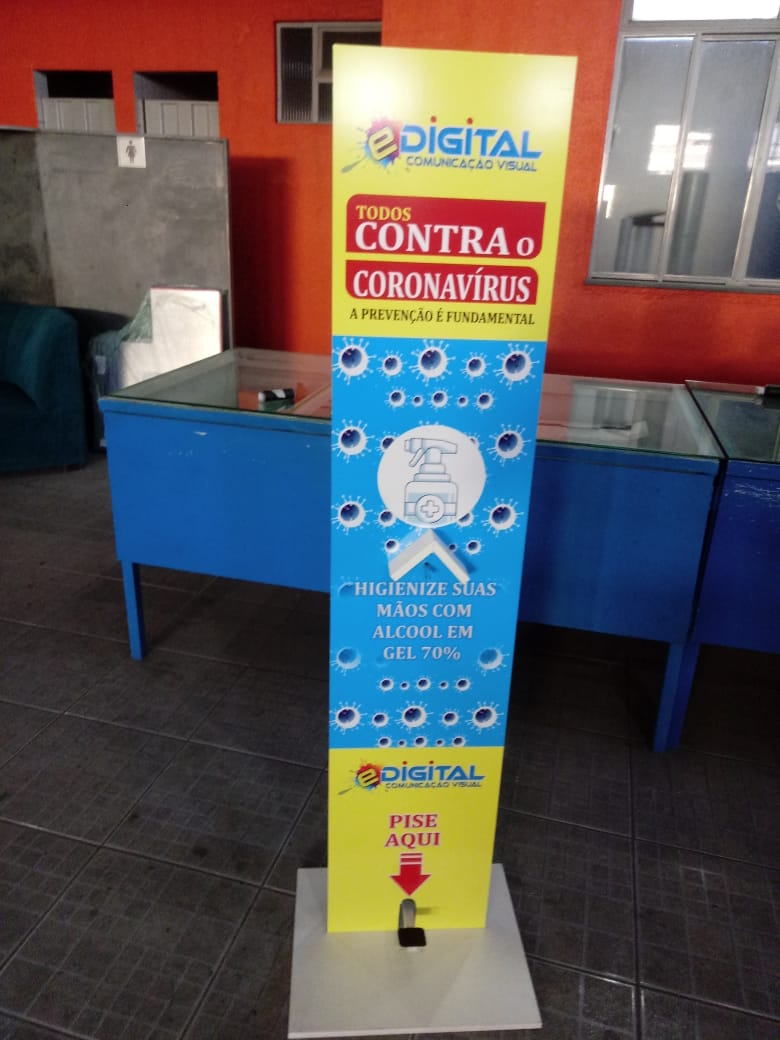 eDIGITAL
COMUNICAÇÃO VISUAL
TODOS
CONTRA O
CORONAVÍRUS
A PREVENÇÃO É FUNDAMENTAL
HIGIENIZE SUAS
MÃOS COM
ALCOOL EM
GEL 70%
eDIGITAL
COMUNICAÇÃO VISUAL
PISE
AQUI